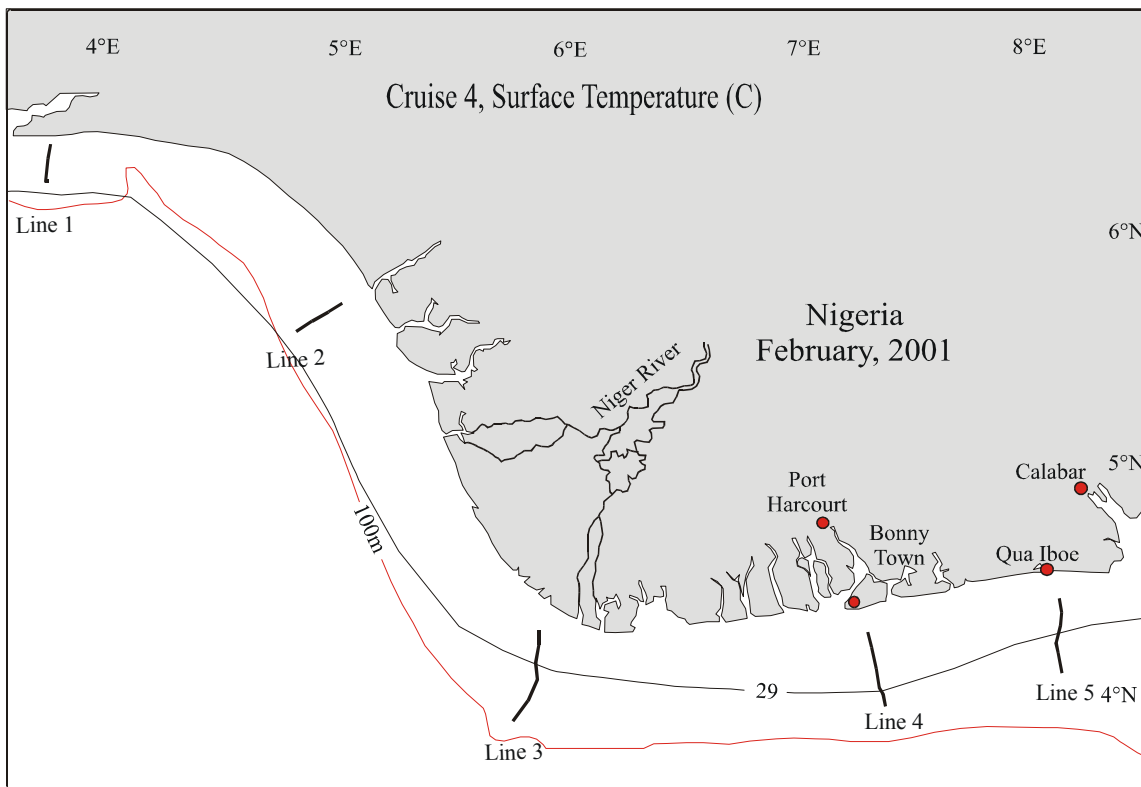 4°E 5°E 6°E 7°E 8°E
Cruise 4, Surface Temperature (C)
Line 1
6°N
Nigeria
February, 2001
Line 2
Niger River
5°N
Calabar
Port
Harcourt
100m
Bonny
Town
Qua Iboe
29
Line 5
4°N
Line 4
Line 3